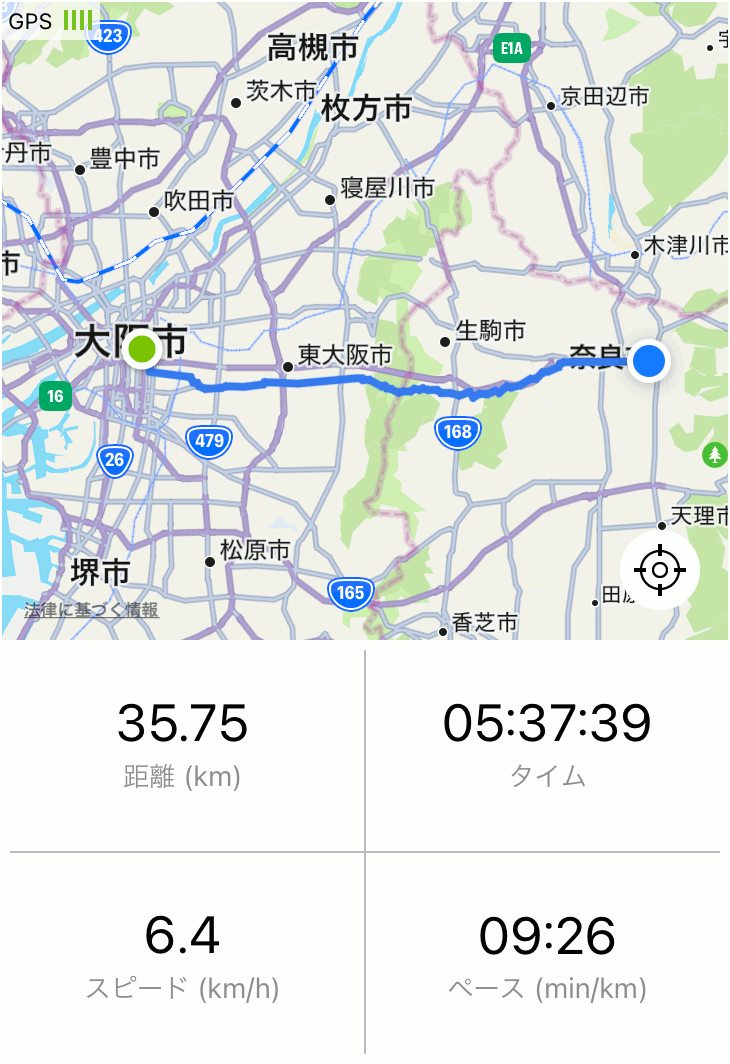 GPS
423
高槻市
E1A
茨木市
枚方市
京田辺市
丹市
豊中市
吹田市
寝屋川市
木津川市
市
大阪市
生駒市
東大阪市
奈良
16
479
168
26
天理市
松原市
堺市
165
法律に基づく情報
香芝市
35.75
距離 (km)
05:37:39
タイム
6.4
スピード (km/h)
09:26
ペース (min/km)